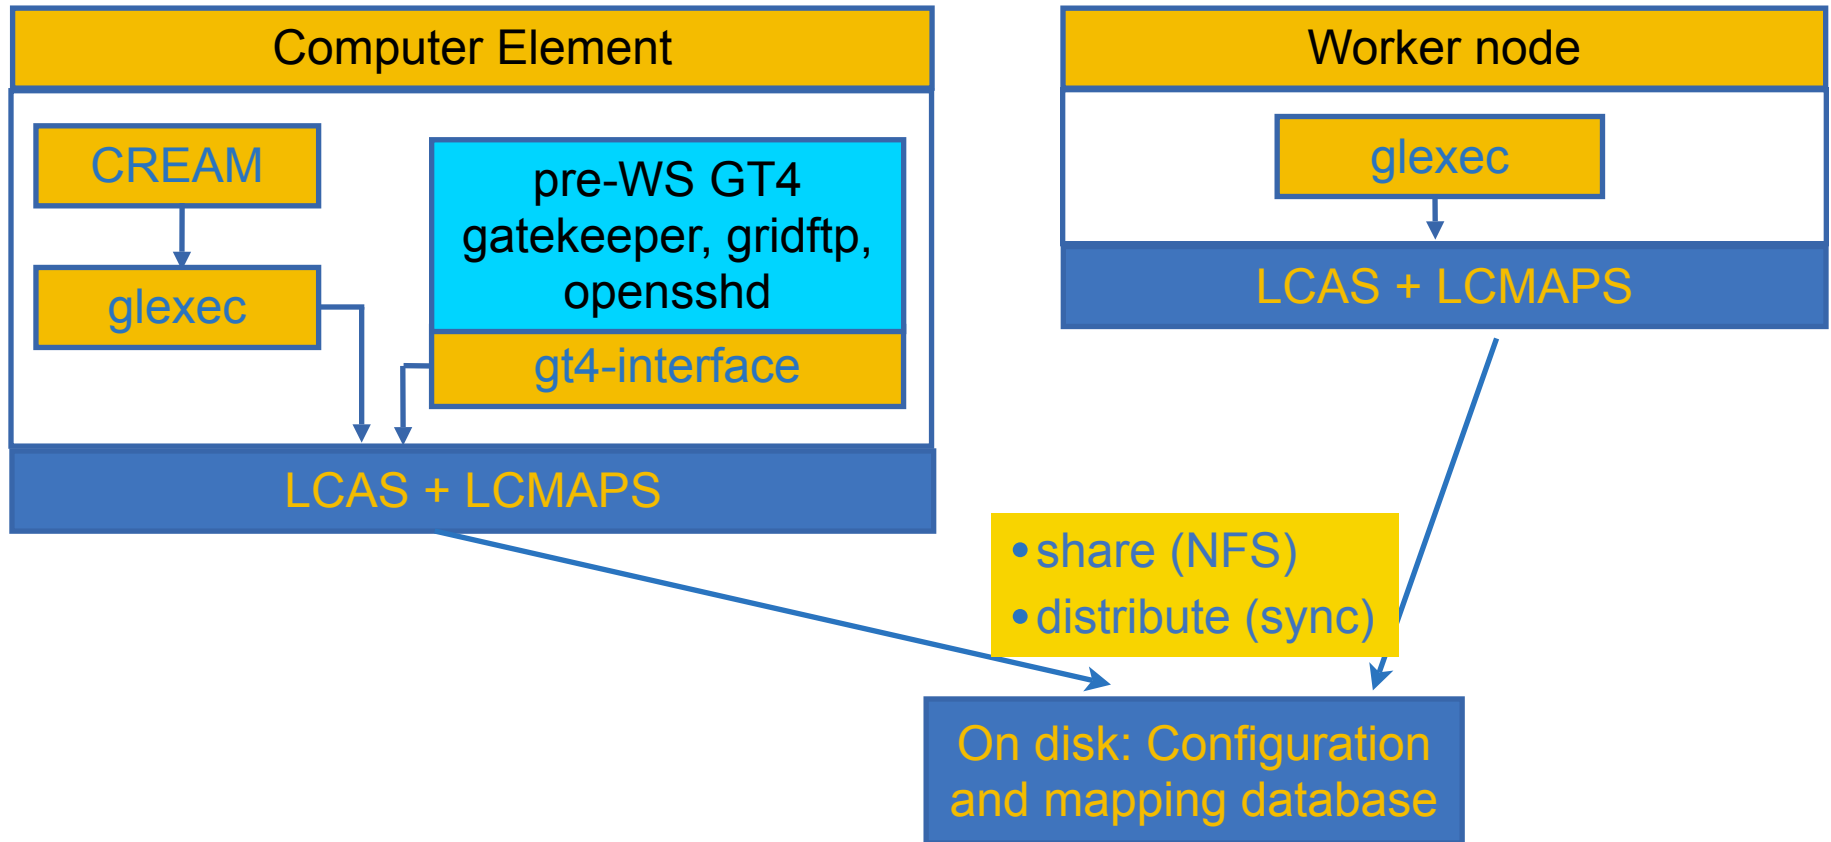 Computer Element
CREAM
glexec
pre-WS GT4
gatekeeper, gridftp,
opensshd
gt4-interface
LCAS + LCMAPS
Worker node
glexec
LCAS + LCMAPS
• share (NFS)
• distribute (sync)
On disk: Configuration
and mapping database